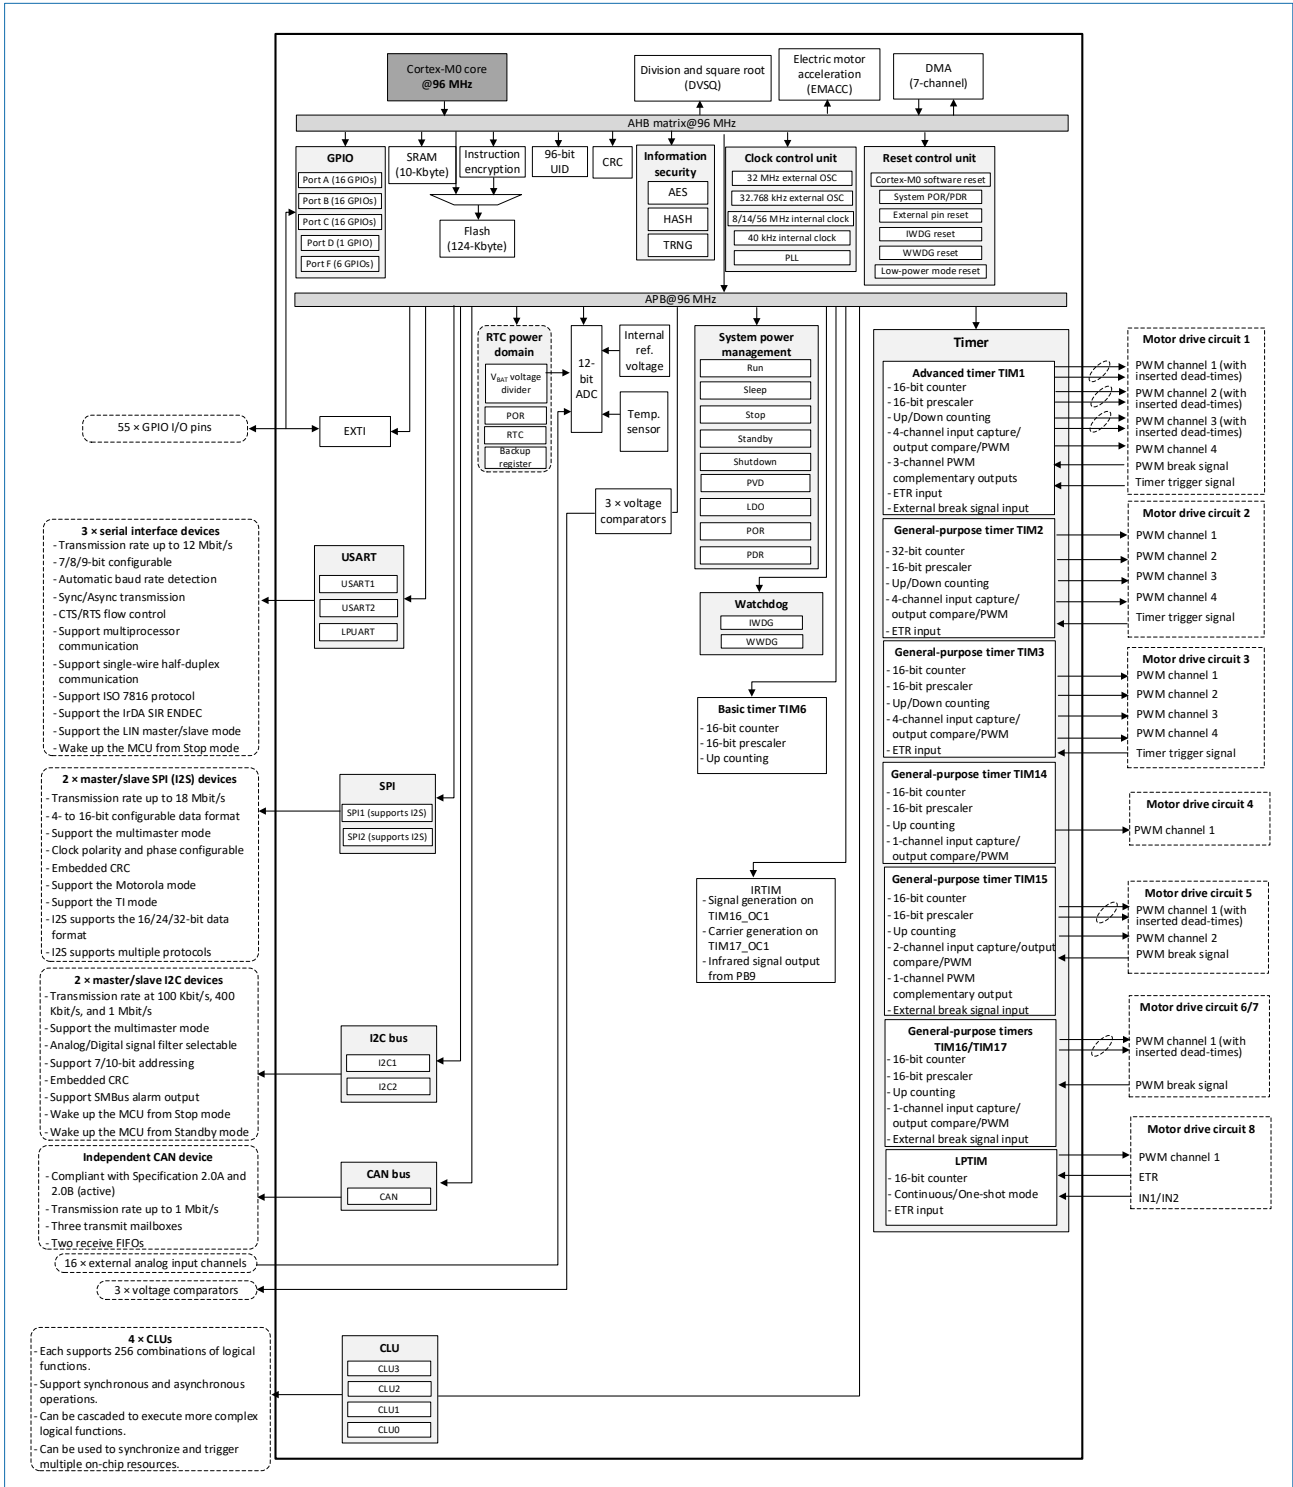 Cortex-M0 core
@96 MHz
Division and square root
(DVSQ)
Electric motor
acceleration
(EMACC)
DMA
(7-channel)
AHB matrix@96 MHz
GPIO
Port A (16 GPIOs)
Port B (16 GPIOs)
Port C (16 GPIOs)
Port D (1 GPIO)
Port F (6 GPIOs)
SRAM
(10-Kbyte)
Instruction
encryption
Flash
(124-Kbyte)
96-bit
UID
CRC
Information
security
AES
HASH
TRNG
Clock control unit
32 MHz external OSC
32.768 kHz external OSC
8/14/56 MHz internal clock
40 kHz internal clock
PLL
Reset control unit
Cortex-M0 software reset
System POR/PDR
External pin reset
IWDG reset
WWDG reset
Low-power mode reset
APB@96 MHz
55 × GPIO I/O pins
EXTI
RTC power
domain
VBAT voltage
divider
POR
RTC
Backup
register
12-
bit
ADC
Internal
ref.
voltage
Temp.
sensor
3 × voltage
comparators
System power
management
Run
Sleep
Stop
Standby
Shutdown
PVD
LDO
POR
PDR
Watchdog
IWDG
WWDG
Basic timer TIM6
- 16-bit counter
- 16-bit prescaler
- Up counting
IRTIM
- Signal generation on
TIM16_OC1
- Carrier generation on
TIM17_OC1
- Infrared signal output
from PB9
3 × serial interface devices
- Transmission rate up to 12 Mbit/s
- 7/8/9-bit configurable
- Automatic baud rate detection
- Sync/Async transmission
- CTS/RTS flow control
- Support multiprocessor
communication
- Support single-wire half-duplex
communication
- Support ISO 7816 protocol
- Support the IrDA SIR ENDEC
- Support the LIN master/slave mode
- Wake up the MCU from Stop mode
USART
USART1
USART2
LPUART
2 × master/slave SPI (I2S) devices
- Transmission rate up to 18 Mbit/s
- 4- to 16-bit configurable data format
- Support the multimaster mode
- Clock polarity and phase configurable
- Embedded CRC
- Support the Motorola mode
- Support the TI mode
- I2S supports the 16/24/32-bit data
format
- I2S supports multiple protocols
SPI
SPI1 (supports I2S)
SPI2 (supports I2S)
2 × master/slave I2C devices
- Transmission rate at 100 Kbit/s, 400
Kbit/s, and 1 Mbit/s
- Support the multimaster mode
- Analog/Digital signal filter selectable
- Support 7/10-bit addressing
- Embedded CRC
- Support SMBus alarm output
- Wake up the MCU from Stop mode
- Wake up the MCU from Standby mode
I2C bus
I2C1
I2C2
Independent CAN device
- Compliant with Specification 2.0A and
2.0B (active)
- Transmission rate up to 1 Mbit/s
- Three transmit mailboxes
- Two receive FIFOs
CAN bus
CAN
16 × external analog input channels
3 × voltage comparators
4 × CLUs
- Each supports 256 combinations of logical
functions.
- Support synchronous and asynchronous
operations.
- Can be cascaded to execute more complex
logical functions.
- Can be used to synchronize and trigger
multiple on-chip resources.
CLU
CLU3
CLU2
CLU1
CLU0
Timer
Advanced timer TIM1
- 16-bit counter
- 16-bit prescaler
- Up/Down counting
- 4-channel input capture/
output compare/PWM
- 3-channel PWM
complementary outputs
- ETR input
- External break signal input
General-purpose timer TIM2
- 32-bit counter
- 16-bit prescaler
- Up/Down counting
- 4-channel input capture/
output compare/PWM
- ETR input
General-purpose timer TIM3
- 16-bit counter
- 16-bit prescaler
- Up/Down counting
- 4-channel input capture/
output compare/PWM
- ETR input
General-purpose timer TIM14
- 16-bit counter
- 16-bit prescaler
- Up counting
- 1-channel input capture/
output compare/PWM
General-purpose timer TIM15
- 16-bit counter
- 16-bit prescaler
- Up counting
- 2-channel input capture/output
compare/PWM
- 1-channel PWM
complementary output
- External break signal input
General-purpose timers
TIM16/TIM17
- 16-bit counter
- 16-bit prescaler
- Up counting
- 1-channel input capture/
output compare/PWM
- External break signal input
LPTIM
- 16-bit counter
- Continuous/One-shot mode
- ETR input
Motor drive circuit 1
PWM channel 1 (with
inserted dead-times)
PWM channel 2 (with
inserted dead-times)
PWM channel 3 (with
inserted dead-times)
PWM channel 4
PWM break signal
Timer trigger signal
Motor drive circuit 2
PWM channel 1
PWM channel 2
PWM channel 3
PWM channel 4
Timer trigger signal
Motor drive circuit 3
PWM channel 1
PWM channel 2
PWM channel 3
PWM channel 4
Timer trigger signal
Motor drive circuit 4
PWM channel 1
Motor drive circuit 5
PWM channel 1 (with
inserted dead-times)
PWM channel 2
PWM break signal
Motor drive circuit 6/7
PWM channel 1 (with
inserted dead-times)
PWM break signal
Motor drive circuit 8
PWM channel 1
ETR
IN1/IN2